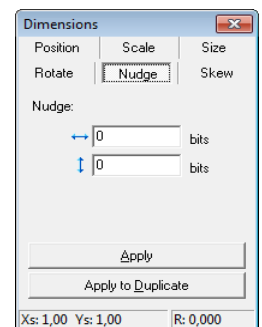 Dimensions
Position Scale Size
Rotate Nudge Skew
Nudge:
0 bits
0 bits
Apply
Apply to Duplicate
Xs: 1,00 Ys: 1,00 R: 0,000